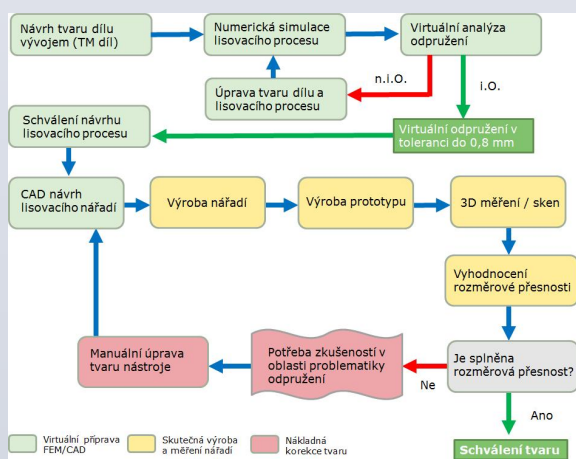 Návrh tvaru dílu
vývojem (TM díl)
Numerická simulace
lisovacího procesu
Virtuální analýza
odpružení
n.i.O.
i.O.
Úprava tvaru dílu a
lisovacího procesu
Schválení návrhu
lisovacího procesu
Virtuální odpružení v
toleranci do 0,8 mm
CAD návrh
lisovacího nářadí
Výroba nářadí
Výroba prototypu
3D měření / sken
Vyhodnocení
rozměrové přesnosti
Manuální úprava
tvaru nástroje
Potřeba zkušeností v
oblasti problematiky
odpružení
Je splněna
rozměrová přesnost?
Ne
Ano
Virtuální příprava
FEM/CAD
Skutečná výroba
a měření nářadí
Nákladná
korekce tvaru
Schválení tvaru